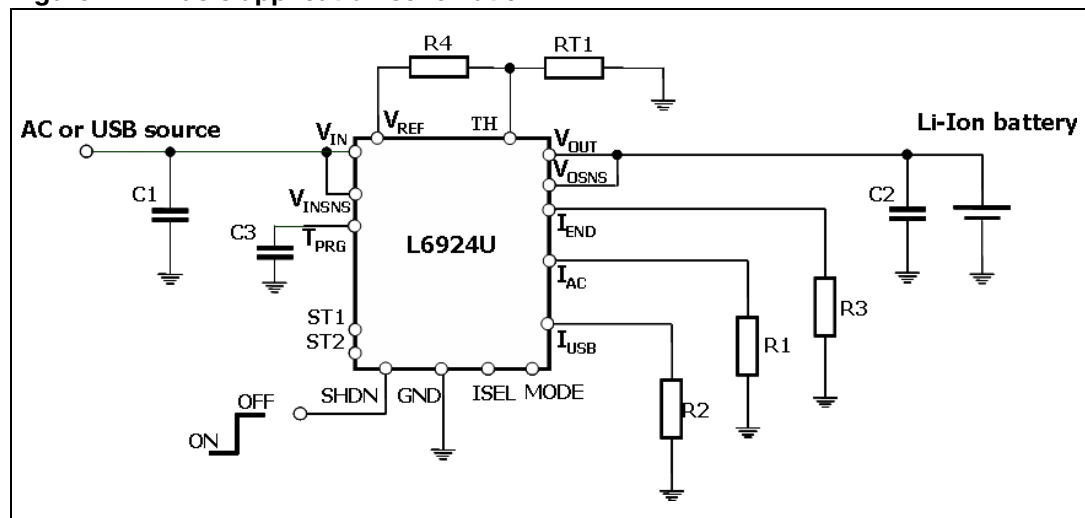 R4
RT1
AC or USB source
VIN
VREF
TH
VOUT
Li-Ion battery
VOSNS
C1
VINSNS
C2
IEND
C3
TPRG
L6924U
IAC
R3
ST1
R1
ST2
IUSB
SHDN
GND
ISEL
MODE
R2
OFF
ON